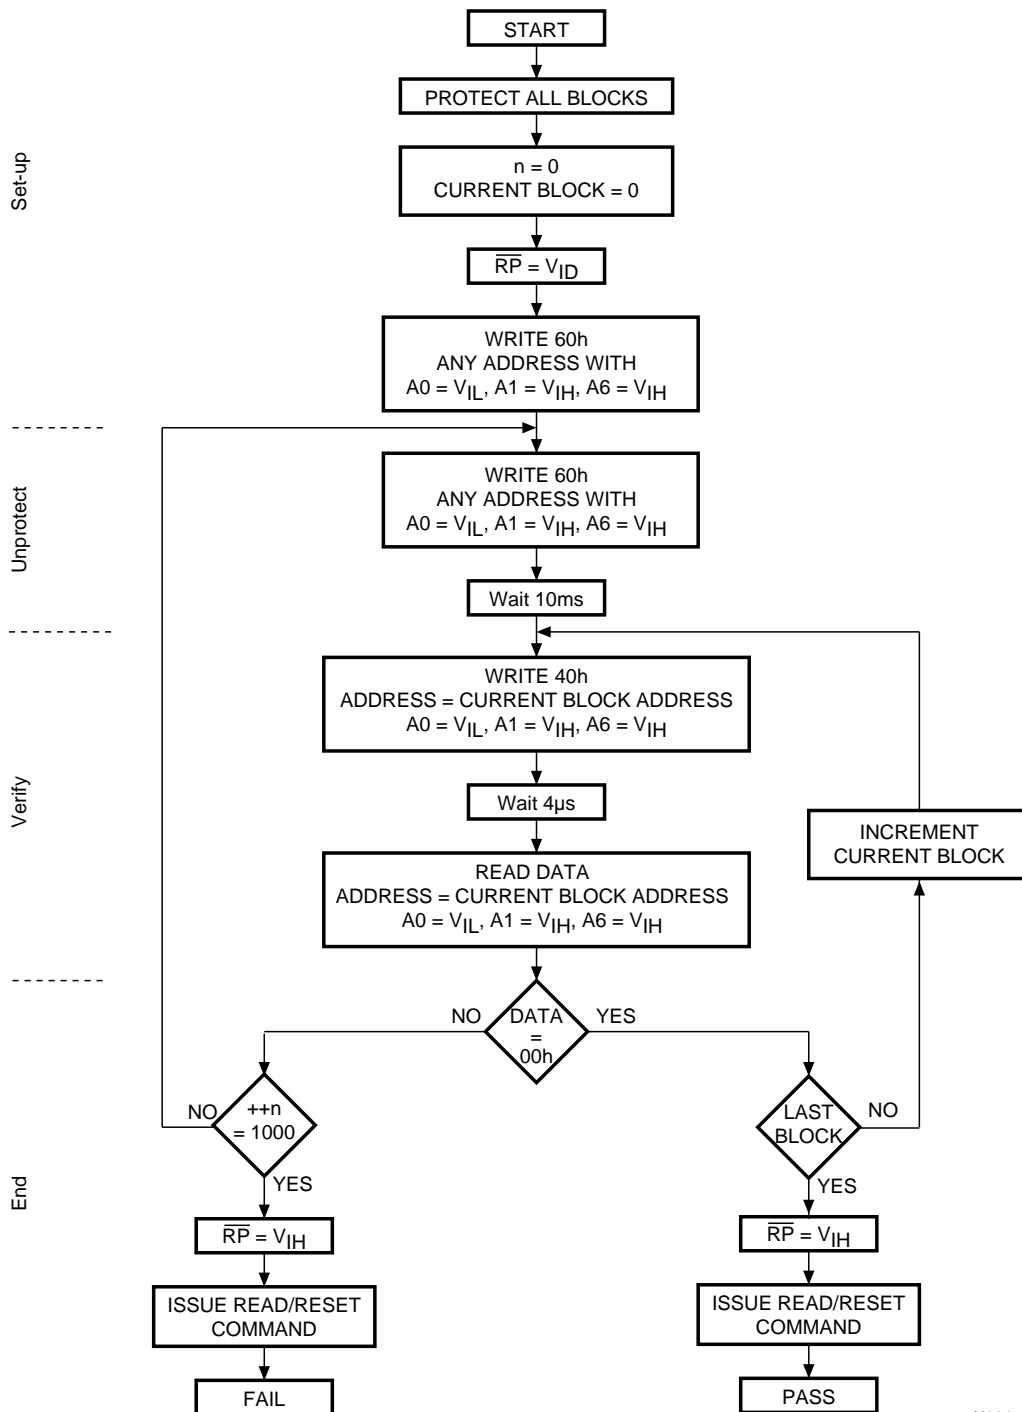 START
PROTECT ALL BLOCKS
n = 0
CURRENT BLOCK = 0
Set-up
RP = VID
WRITE 60h
ANY ADDRESS WITH
A0 = VIL, A1 = VIH, A6 = VIH
WRITE 60h
ANY ADDRESS WITH
A0 = VIL, A1 = VIH, A6 = VIH
Unprotect
Wait 10ms
WRITE 40h
ADDRESS = CURRENT BLOCK ADDRESS
A0 = VIL, A1 = VIH, A6 = VIH
Verify
Wait 4µs
INCREMENT
CURRENT BLOCK
READ DATA
ADDRESS = CURRENT BLOCK ADDRESS
A0 = VIL, A1 = VIH, A6 = VIH
NO
DATA
=
00h
YES
NO
++n
= 1000
LAST
BLOCK
NO
YES
YES
End
RP = VIH
RP = VIH
ISSUE READ/RESET
COMMAND
ISSUE READ/RESET
COMMAND
FAIL
PASS